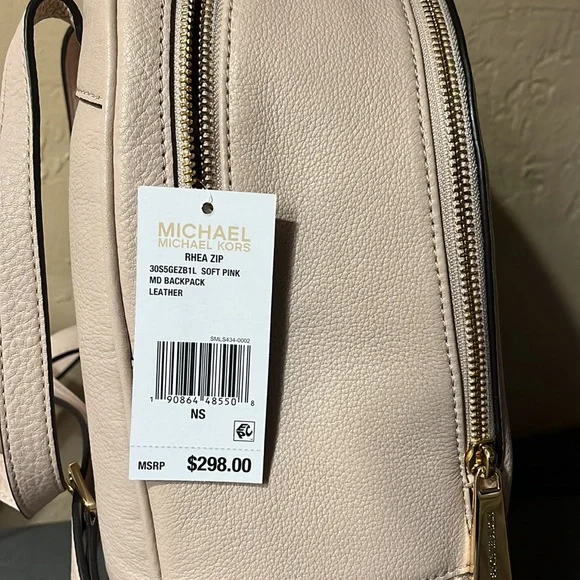 MICHAEL
MICHAEL KORS
RHEA ZIP
30S5GEZB1L SOFT PINK
MD BACKPACK
LEATHER
SMLS434-0002
1 90864 48550 8
NS
MSRP $298.00